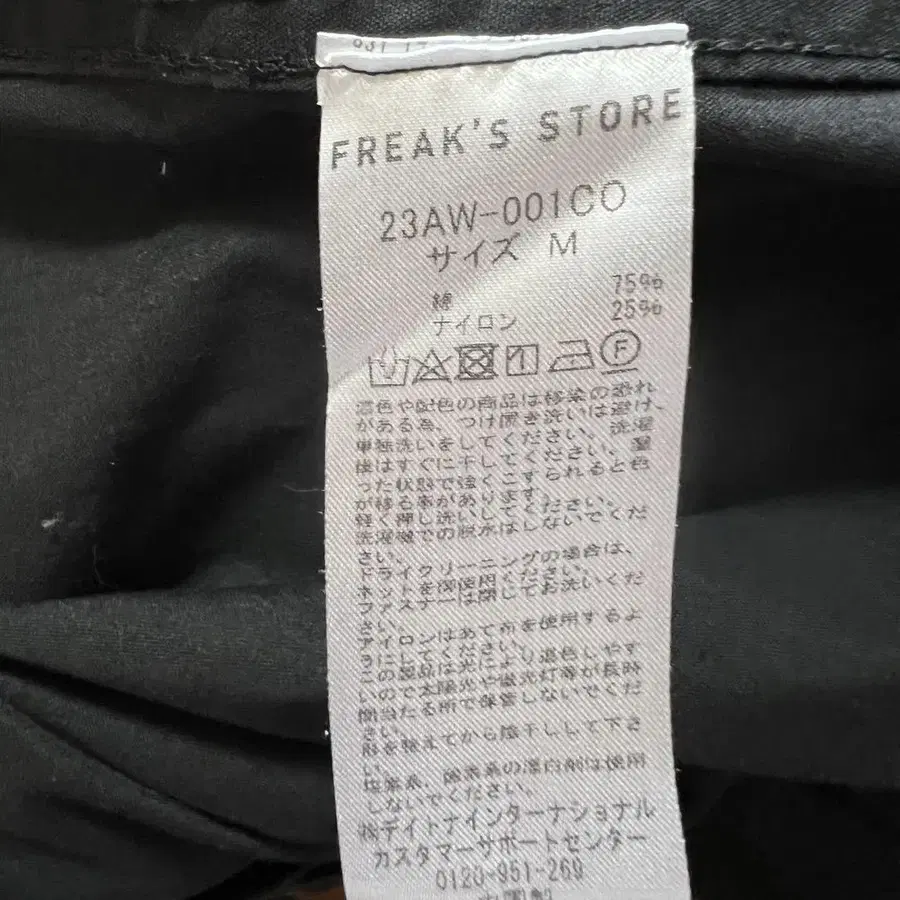 FREAK'S STORE
23AW-001CO
サイズ M
綿 75%
ナイロン 25%
F
濃色や配色の商品は移染の恐れ
がある為、つけ置き洗いは避け、
単独洗いをしてください。洗濯
後はすぐに干してください。湿
った状態で強くこすられると色
が移る事があります。
軽く押し洗いしてください。
洗濯機での脱水はしないでくだ
さい。
ドライクリーニングの場合は、
ネットを御使用ください。
ファスナーは閉じてお洗いくだ
さい。
アイロンはあて布を使用するよ
うにしてください。
この製品は光により退色しやす
いので太陽光や蛍光灯等が長時
間当たる所で保管しないでくだ
さい。
形を整えてから陰干しして下さ
い。
塩素系、酸素系の漂白剤は使用
しないでください。
㈱デイトナインターナショナル
カスタマーサポートセンター
0120-951-269
中国製